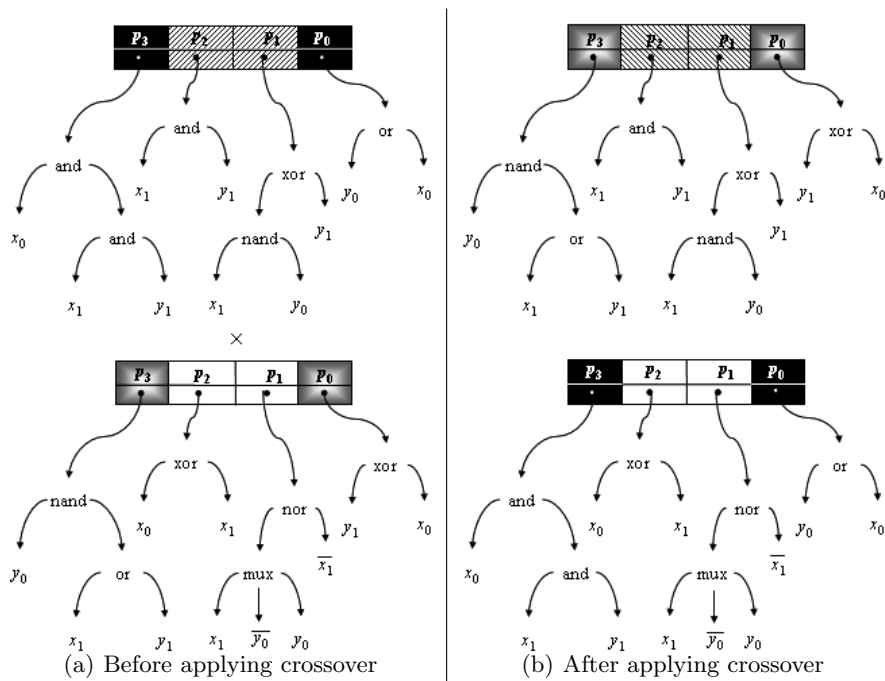 p3 p2 p1 p0
and and xor or
x1 y1 y0 x0
x0 and nand y1
x1 y1 x1 y0
×
p3 p2 p1 p0
nand xor nor xor
x0 x1 y1 x0
y0 or mux x̅1
x1 y1 x1 y̅0 y0
(a) Before applying crossover
p3 p2 p1 p0
nand and xor xor
x1 y1 y1 x0
y0 or nand y1
x1 y1 x1 y0
p3 p2 p1 p0
and xor nor or
x0 x1 y0 x0
x0 and mux x̅1
x1 y1 x1 y̅0 y0
(b) After applying crossover